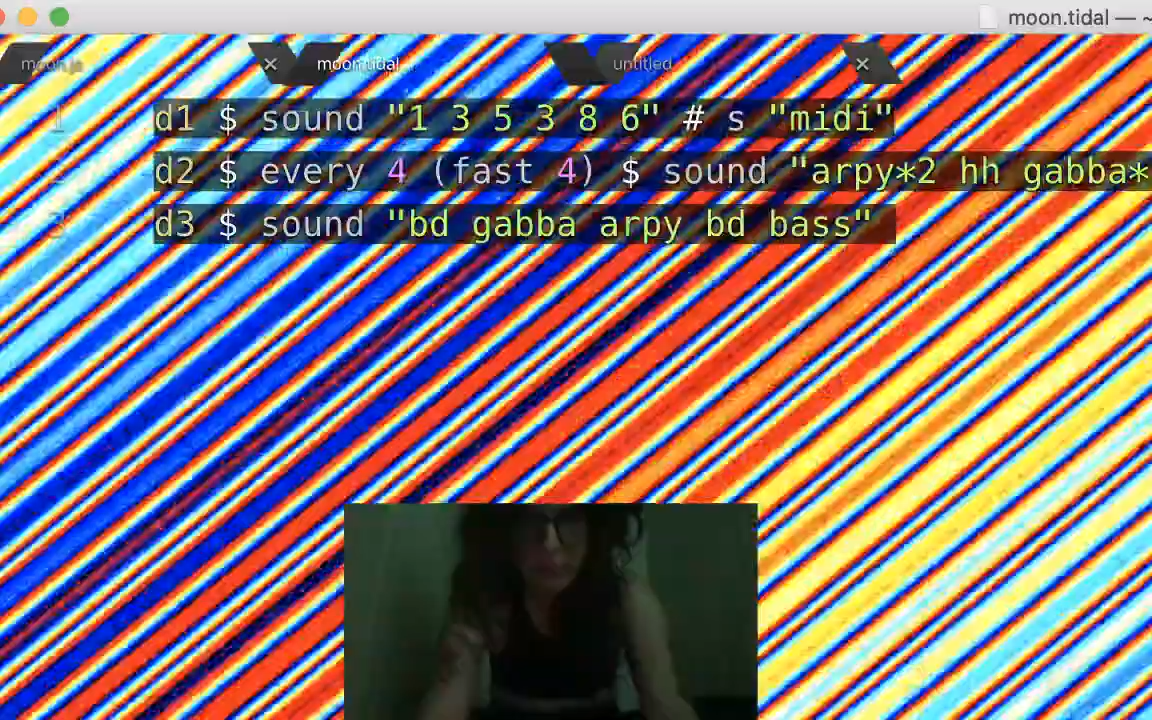 moon.tidal — ~
moon.js moon.tidal untitled
1 d1 $ sound "1 3 5 3 8 6" # s "midi"
2 d2 $ every 4 (fast 4) $ sound "arpy*2 hh gabba*
3 d3 $ sound "bd gabba arpy bd bass"